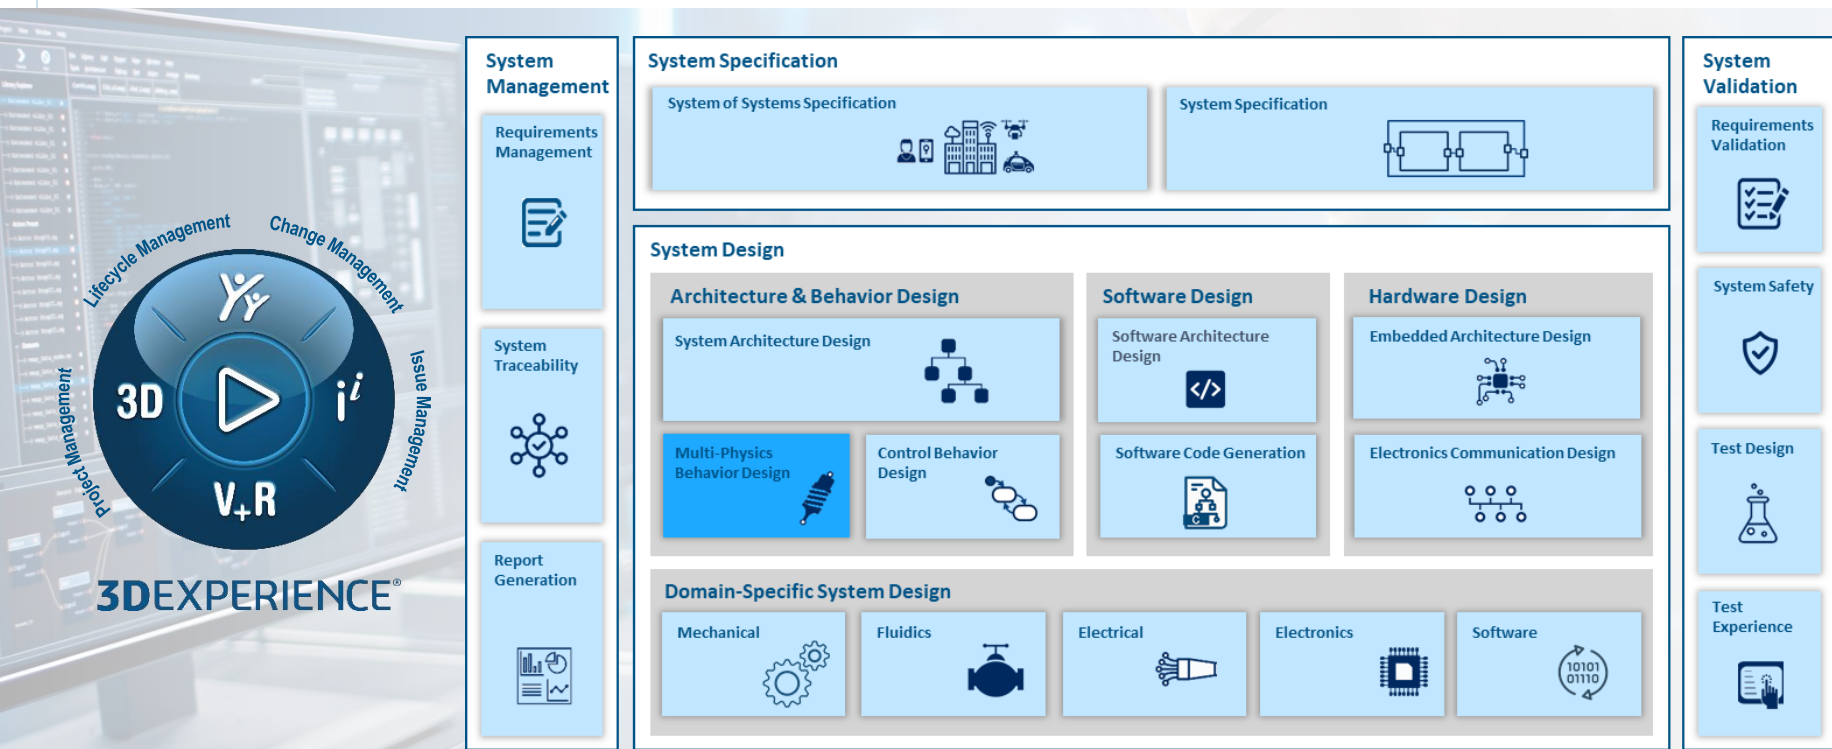 Lifecycle Management
Change Management
Project Management
Issue Management
3D
i i
V+R
3DEXPERIENCE®
System
Management
Requirements
Management
System
Traceability
Report
Generation
System Specification
System of Systems Specification
System Specification
System Design
Architecture & Behavior Design
System Architecture Design
Multi-Physics
Behavior Design
Control Behavior
Design
Software Design
Software Architecture
Design
</>
Software Code Generation
C
Hardware Design
Embedded Architecture Design
Electronics Communication Design
Domain-Specific System Design
Mechanical
Fluidics
Electrical
Electronics
Software
10101
01110
System
Validation
Requirements
Validation
System Safety
Test Design
Test
Experience